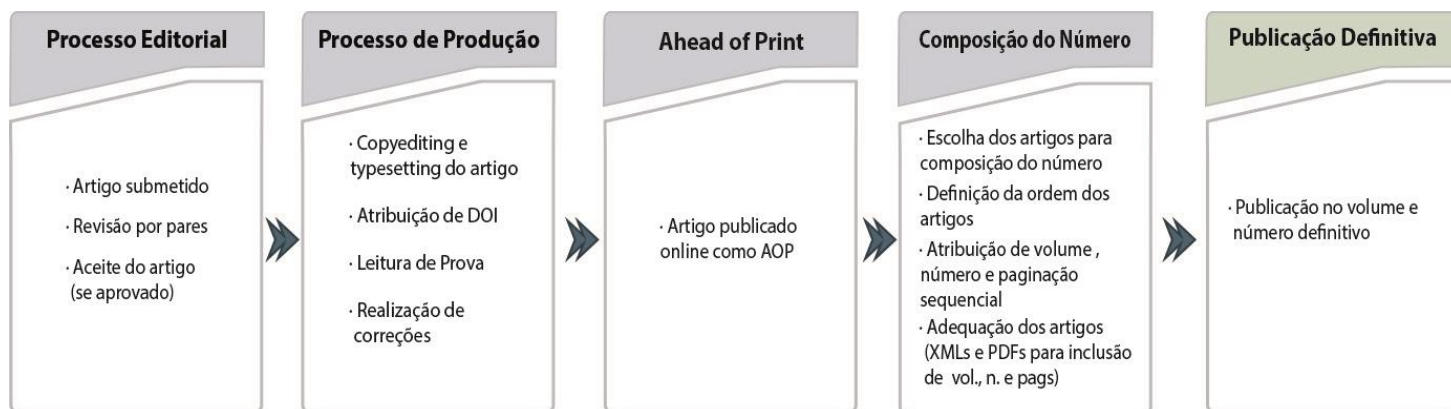 Processo Editorial
· Artigo submetido
· Revisão por pares
· Aceite do artigo
(se aprovado)
Processo de Produção
· Copyediting e
typesetting do artigo
· Atribuição de DOI
· Leitura de Prova
· Realização de
correções
Ahead of Print
· Artigo publicado
online como AOP
Composição do Número
· Escolha dos artigos para
composição do número
· Definição da ordem dos
artigos
· Atribuição de volume ,
número e paginação
sequencial
· Adequação dos artigos
(XMLs e PDFs para inclusão
de vol., n. e pags)
Publicação Definitiva
· Publicação no volume e
número definitivo